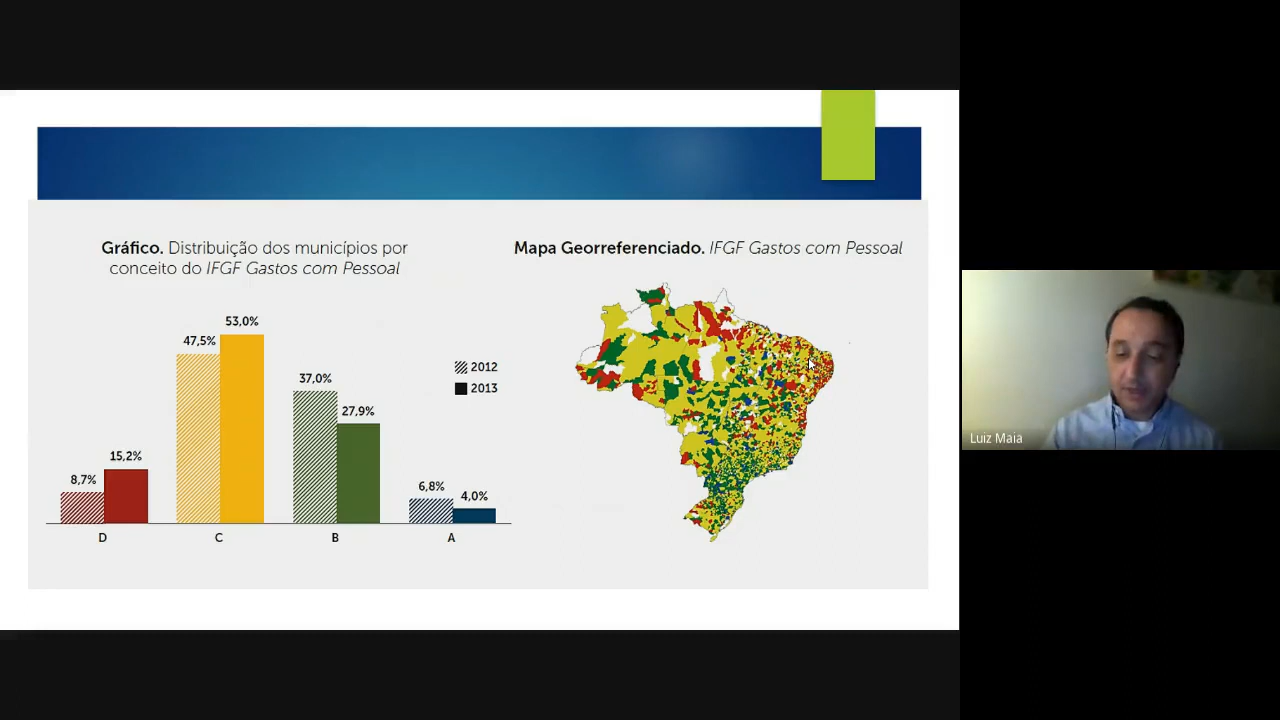 Gráfico. Distribuição dos municípios por
conceito do IFGF Gastos com Pessoal
53,0%
47,5%
37,0%
27,9%
15,2%
8,7%
6,8%
4,0%
2012
2013
D
C
B
A
Mapa Georreferenciado. IFGF Gastos com Pessoal
Luiz Maia